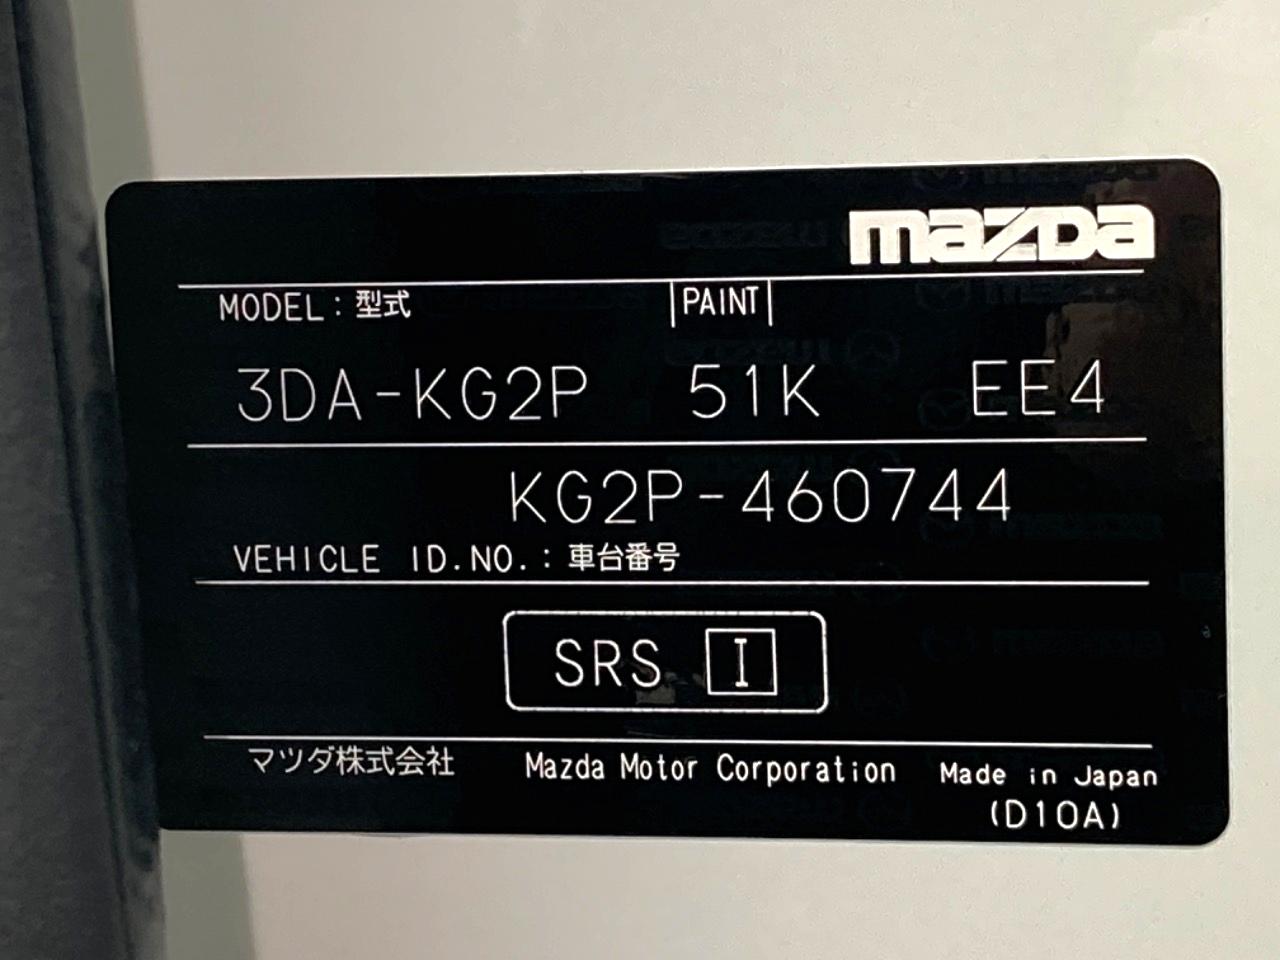 mazda
MODEL : 型式 |PAINT|
3DA-KG2P 51K EE4
KG2P-460744
VEHICLE ID.NO. : 車台番号
SRS I
マツダ株式会社 Mazda Motor Corporation Made in Japan
(D10A)